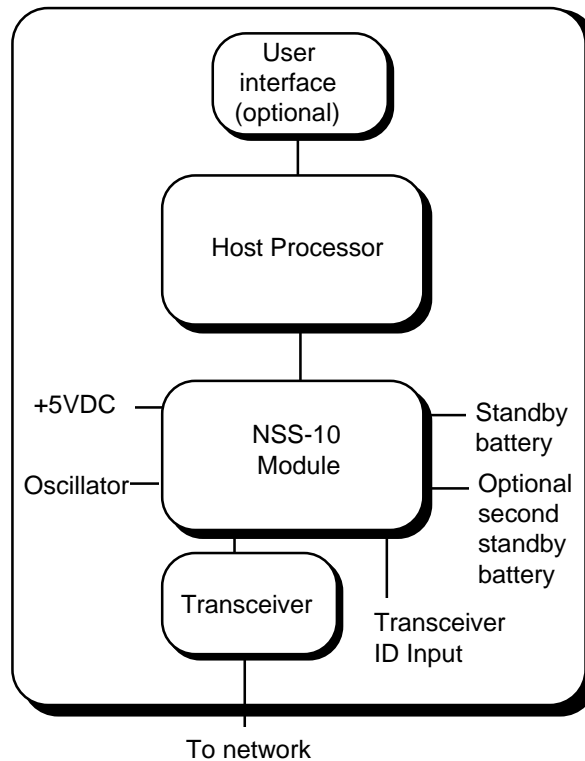 User
interface
(optional)
Host Processor
+5VDC
NSS-10
Module
Standby
battery
Oscillator
Optional
second
standby
battery
Transceiver
Transceiver
ID Input
To network